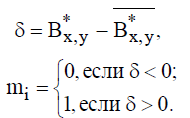 δ = B*x,y − B*x,y,
mi = {0, если δ < 0;
1, если δ > 0.